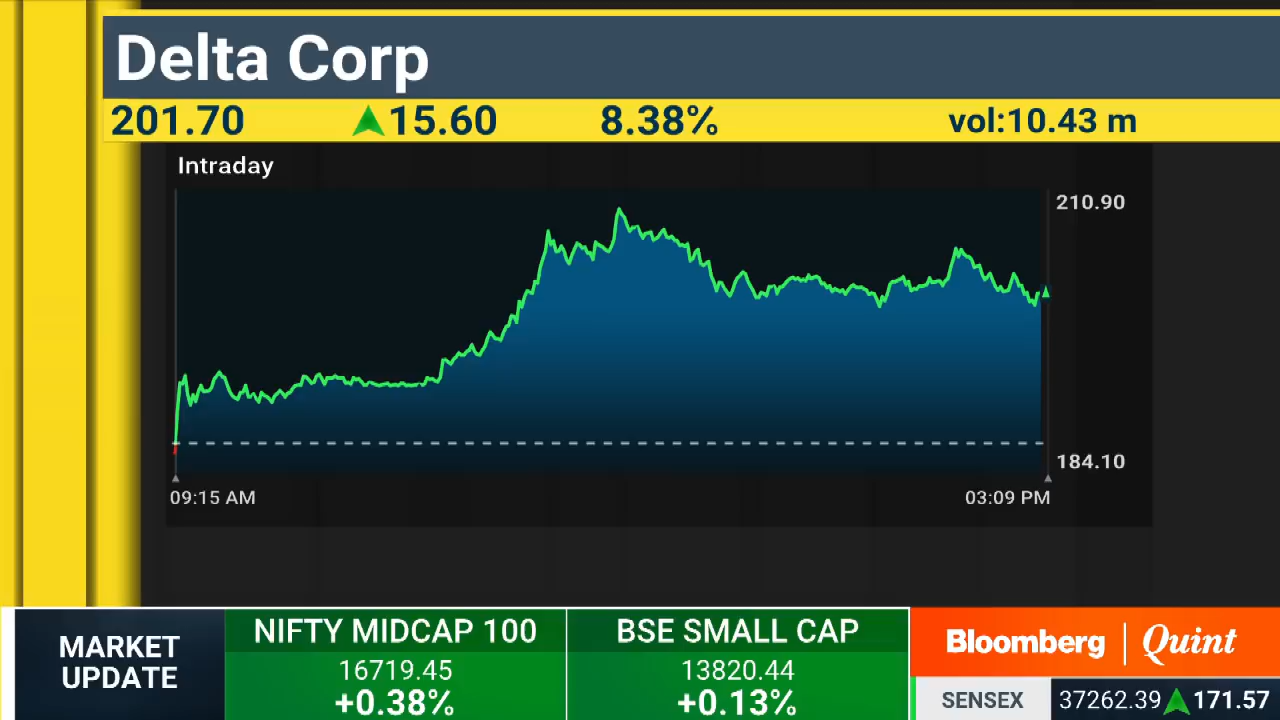 Delta Corp
201.70 15.60 8.38% vol:10.43 m
Intraday
210.90
184.10
09:15 AM 03:09 PM
MARKET
UPDATE
NIFTY MIDCAP 100
16719.45
+0.38%
BSE SMALL CAP
13820.44
+0.13%
Bloomberg | Quint
SENSEX 37262.39 171.57